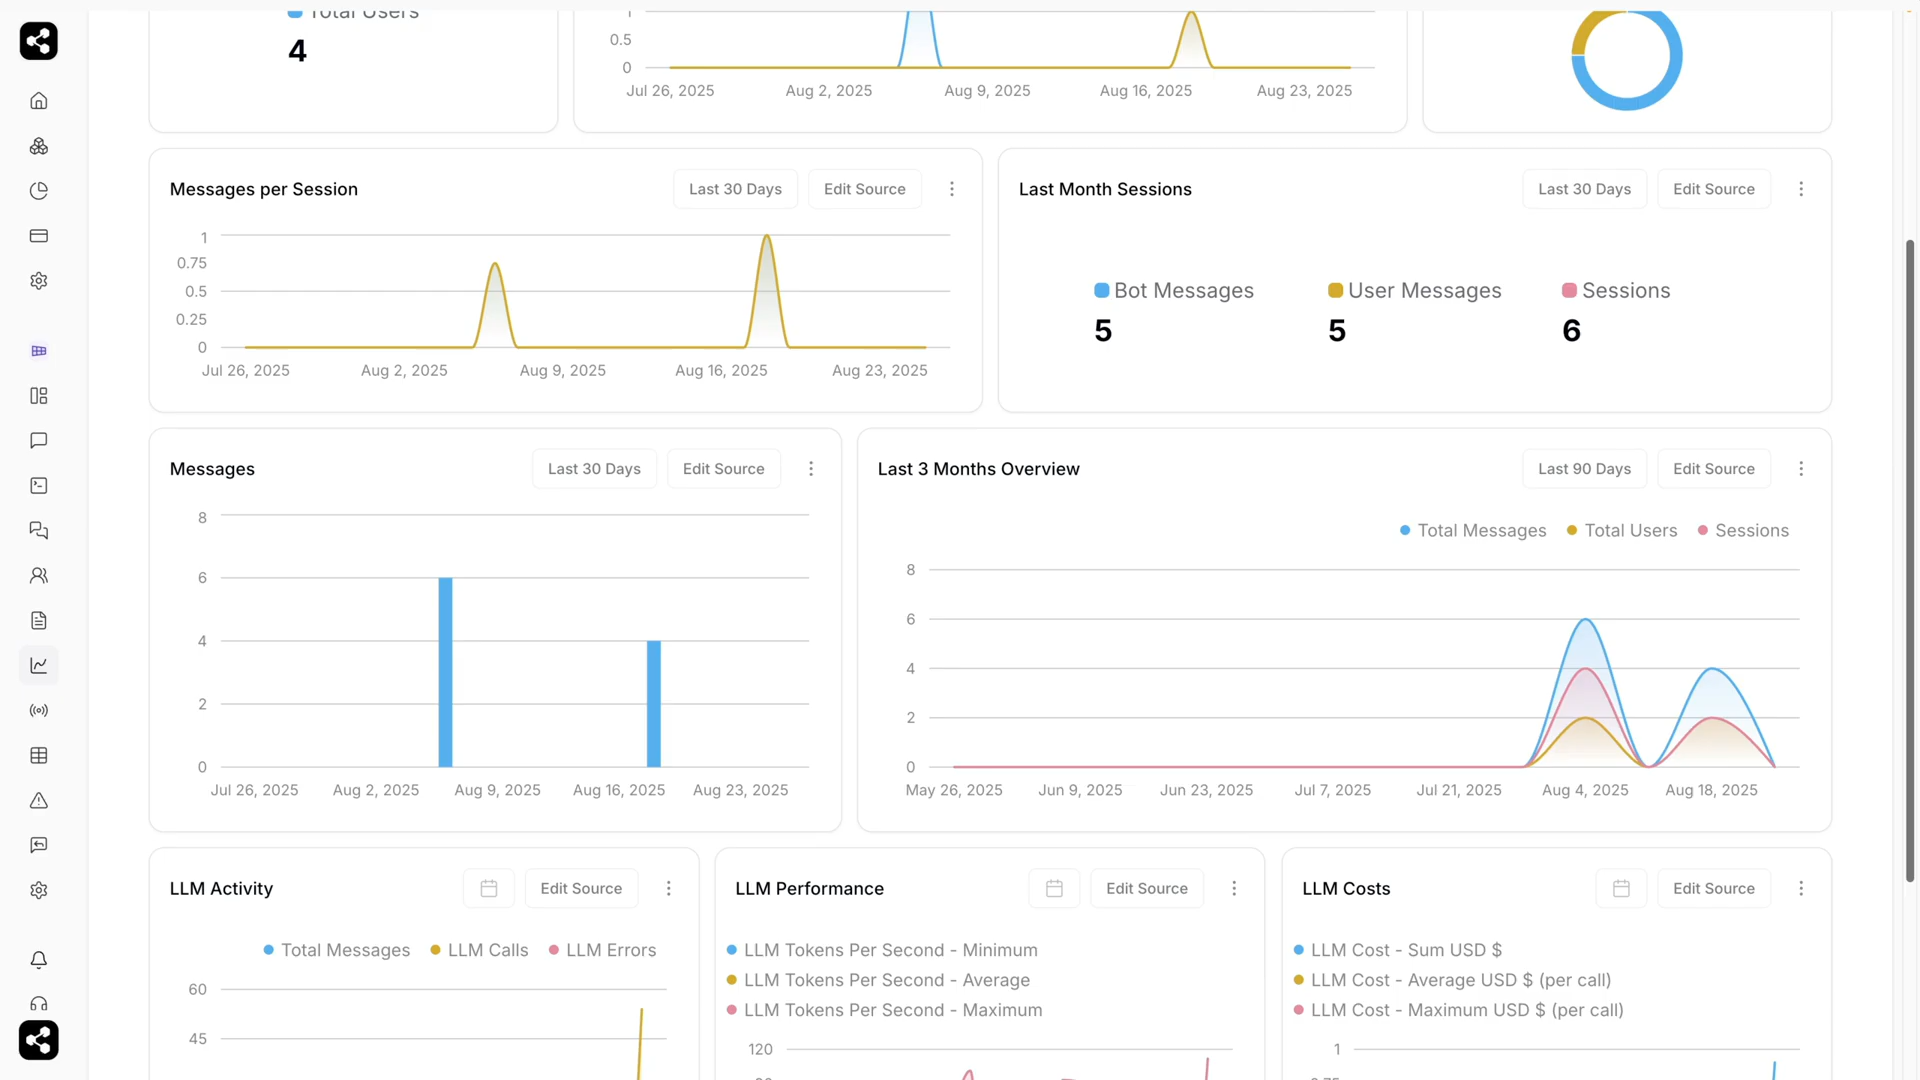 Total Users
4
1
0.5
0
Jul 26, 2025 Aug 2, 2025 Aug 9, 2025 Aug 16, 2025 Aug 23, 2025
Messages per Session Last 30 Days Edit Source
1
0.75
0.5
0.25
0
Jul 26, 2025 Aug 2, 2025 Aug 9, 2025 Aug 16, 2025 Aug 23, 2025
Last Month Sessions Last 30 Days Edit Source
Bot Messages User Messages Sessions
5 5 6
Messages Last 30 Days Edit Source
8
6
4
2
0
Jul 26, 2025 Aug 2, 2025 Aug 9, 2025 Aug 16, 2025 Aug 23, 2025
Last 3 Months Overview Last 90 Days Edit Source
Total Messages Total Users Sessions
8
6
4
2
0
May 26, 2025 Jun 9, 2025 Jun 23, 2025 Jul 7, 2025 Jul 21, 2025 Aug 4, 2025 Aug 18, 2025
LLM Activity Edit Source
Total Messages LLM Calls LLM Errors
60
45
LLM Performance Edit Source
LLM Tokens Per Second - Minimum
LLM Tokens Per Second - Average
LLM Tokens Per Second - Maximum
120
LLM Costs Edit Source
LLM Cost - Sum USD $
LLM Cost - Average USD $ (per call)
LLM Cost - Maximum USD $ (per call)
1